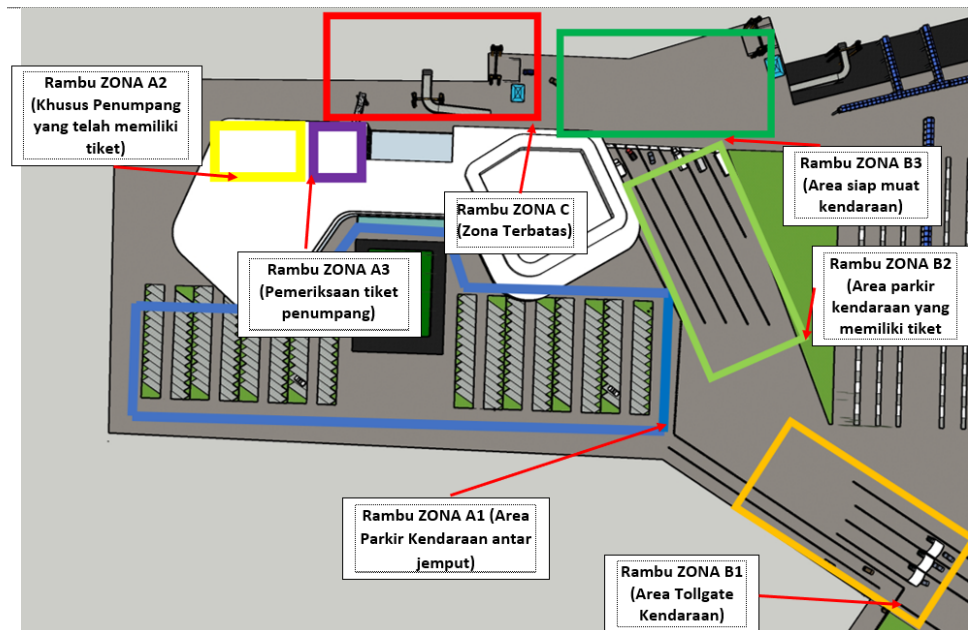 Rambu ZONA A2
(Khusus Penumpang
yang telah memiliki
tiket)
Rambu ZONA B3
(Area siap muat
kendaraan)
Rambu ZONA C
(Zona Terbatas)
Rambu ZONA A3
(Pemeriksaan tiket
penumpang)
Rambu ZONA B2
(Area parkir
kendaraan yang
memiliki tiket
Rambu ZONA A1 (Area
Parkir Kendaraan antar
jemput)
Rambu ZONA B1
(Area Tollgate
Kendaraan)